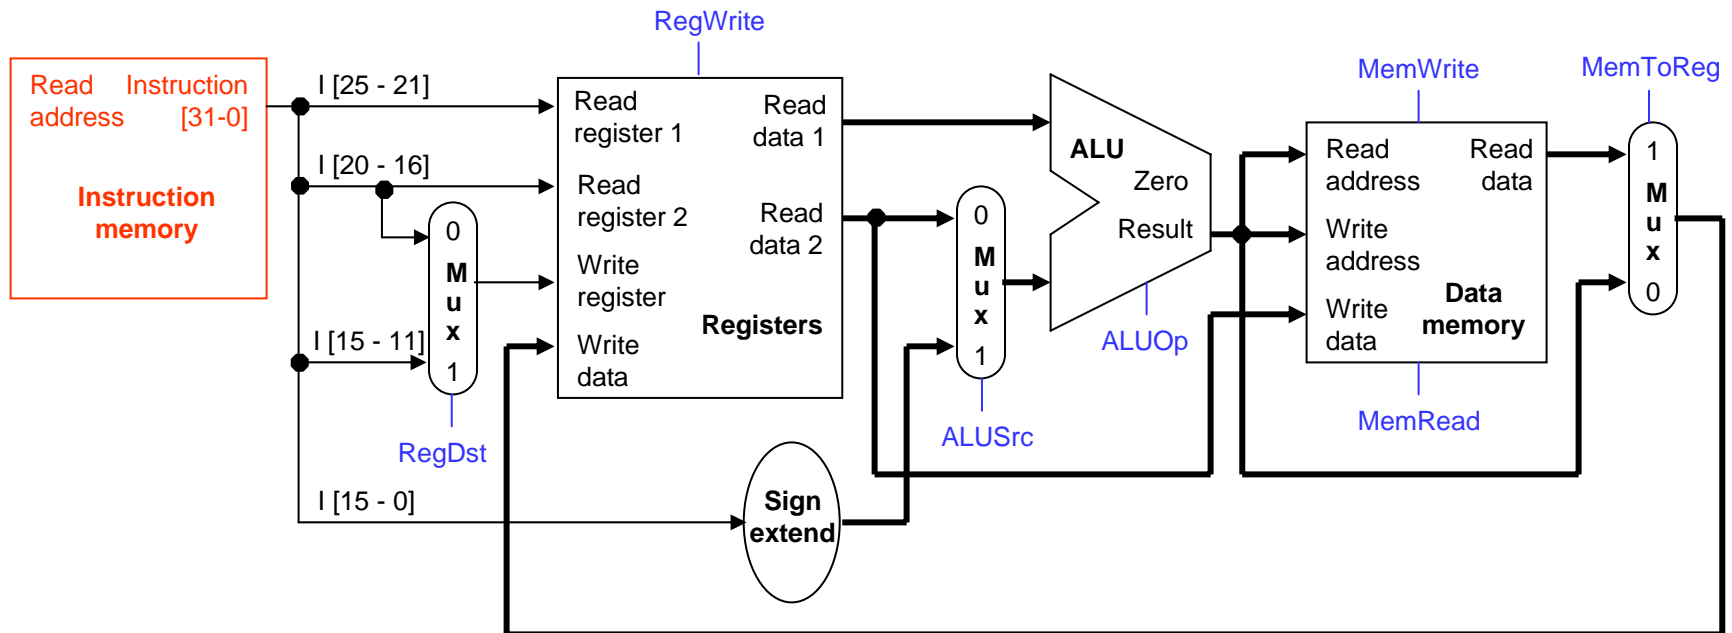 RegWrite
Read Instruction
address [31-0]
Instruction
memory
I [25 - 21]
I [20 - 16]
I [15 - 11]
I [15 - 0]
0
M
u
x
1
RegDst
Read
register 1
Read
register 2
Write
register
Write
data
Read
data 1
Read
data 2
Registers
Sign
extend
0
M
u
x
1
ALUSrc
ALU
Zero
Result
ALUOp
MemWrite
Read
address
Write
address
Write
data
Read
data
Data
memory
MemRead
MemToReg
1
M
u
x
0